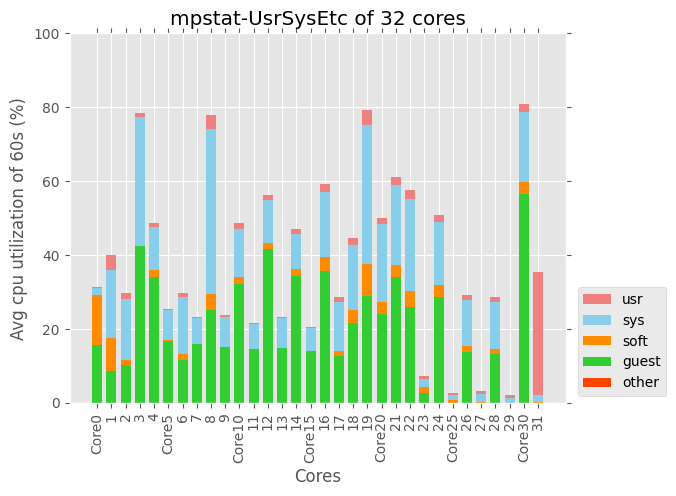 mpstat-UsrSysEtc of 32 cores
Avg cpu utilization of 60s (%)
100
80
60
40
20
0
Core0
1
2
3
4
Core5
6
7
8
9
Core10
11
12
13
14
Core15
16
17
18
19
Core20
21
22
23
24
Core25
26
27
28
29
Core30
31
Cores
usr
sys
soft
guest
other